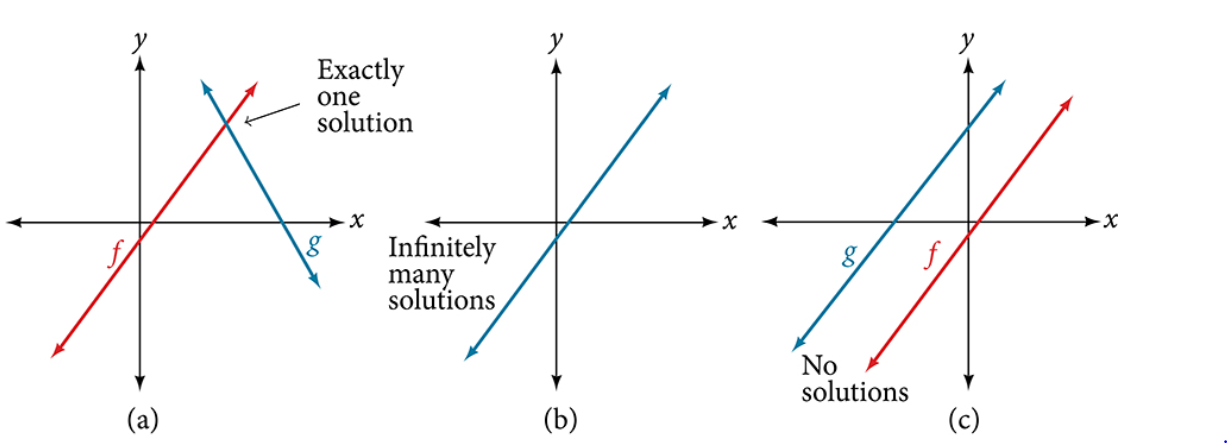 y
Exactly
one
solution
x
f
g
(a)
y
x
Infinitely
many
solutions
(b)
y
x
g
f
No
solutions
(c)